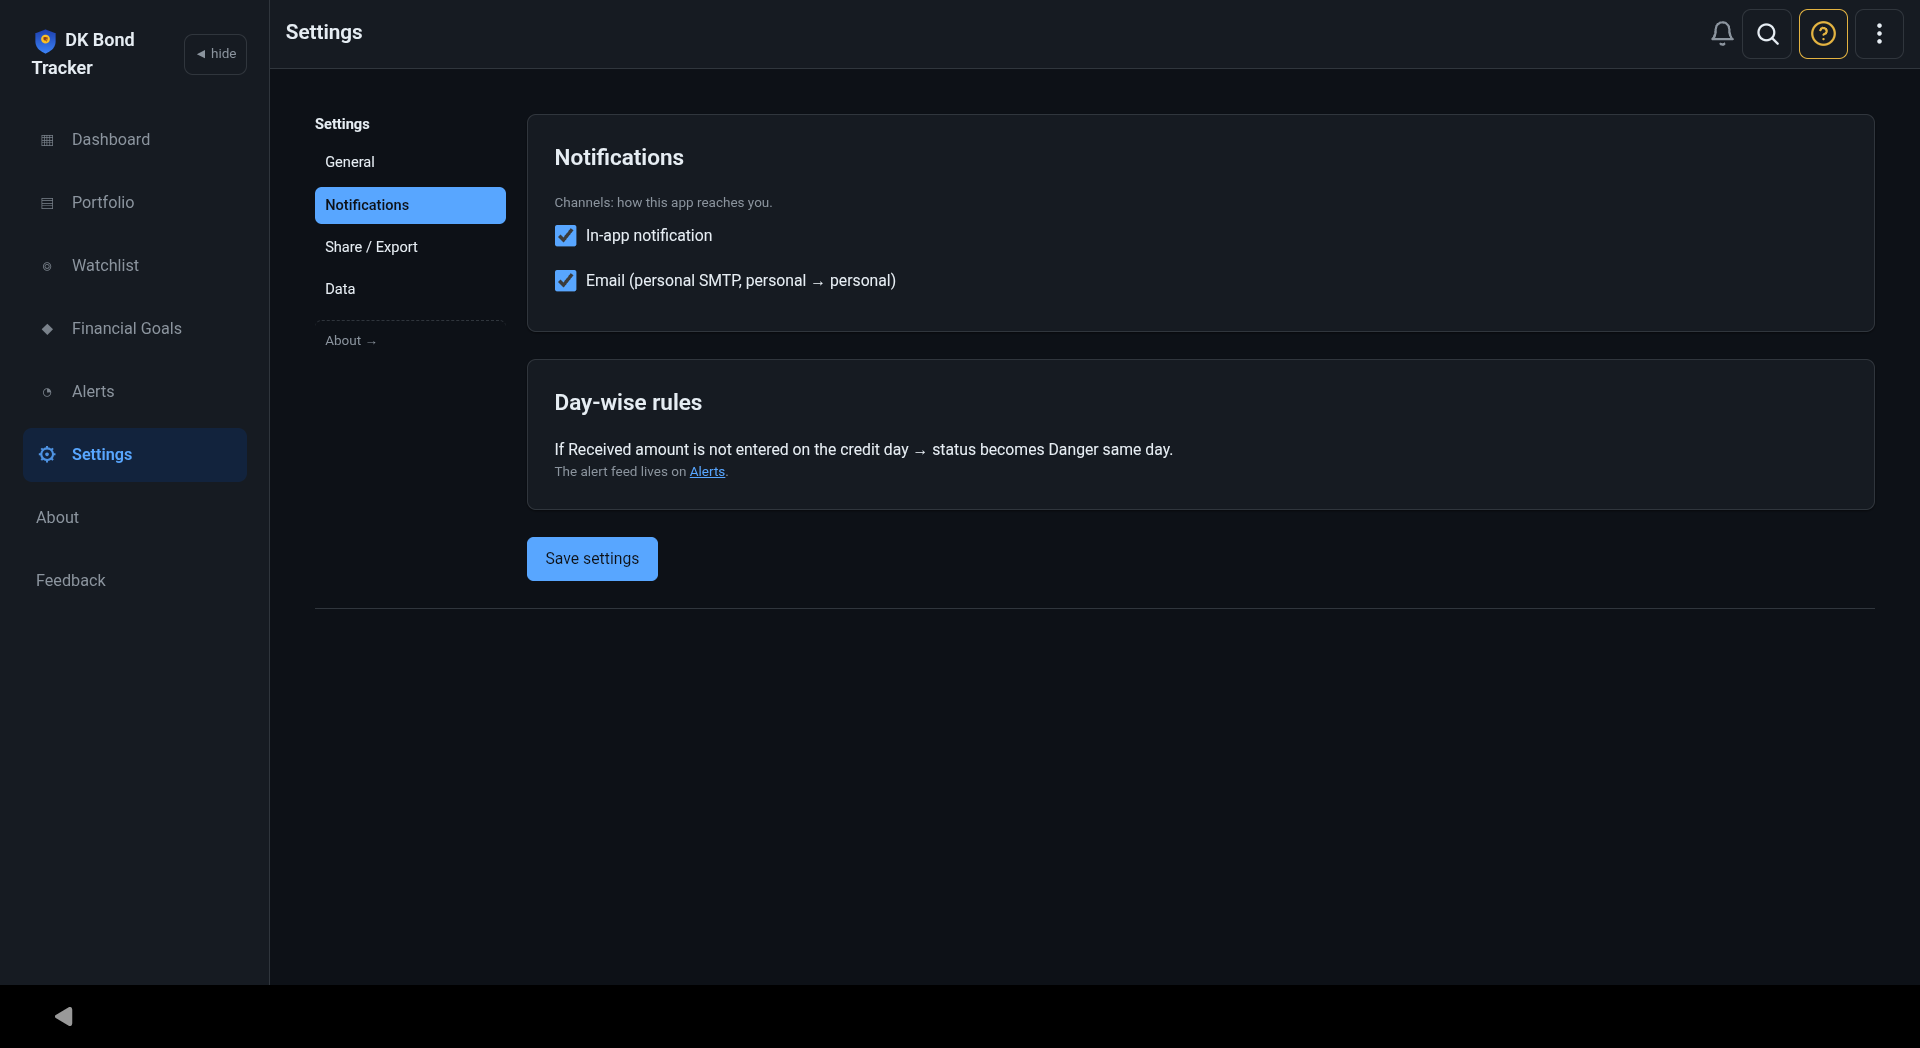 DK Bond
Tracker
◄ hide
Dashboard
Portfolio
Watchlist
Financial Goals
Alerts
Settings
About
Feedback
Settings
Settings
General
Notifications
Share / Export
Data
About →
Notifications
Channels: how this app reaches you.
In-app notification
Email (personal SMTP, personal → personal)
Day-wise rules
If Received amount is not entered on the credit day → status becomes Danger same day.
The alert feed lives on Alerts.
Save settings